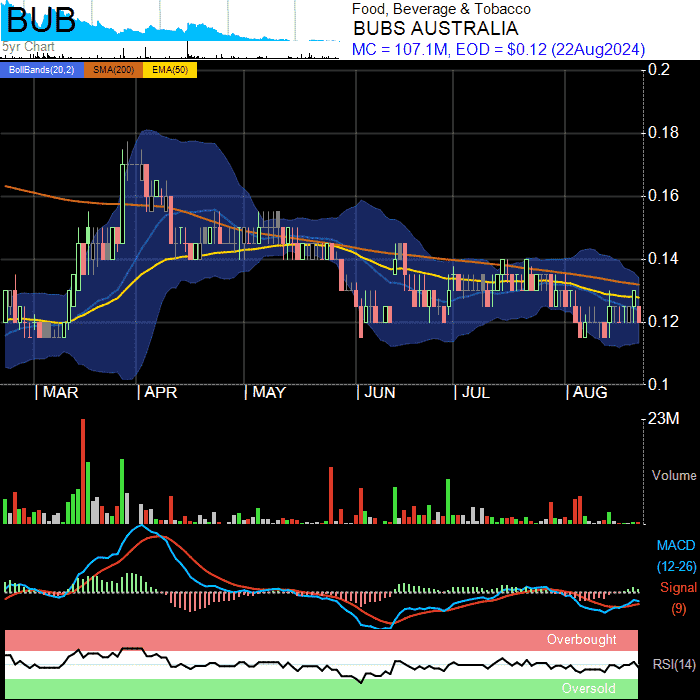 BUB
5yr Chart
Food, Beverage & Tobacco
BUBS AUSTRALIA
MC = 107.1M, EOD = $0.12 (22Aug2024)
BollBands(20,2) SMA(200) EMA(50)
0.2
0.18
0.16
0.14
0.12
0.1
MAR APR MAY JUN JUL AUG
23M
Volume
MACD
(12-26)
Signal
(9)
Overbought
RSI(14)
Oversold